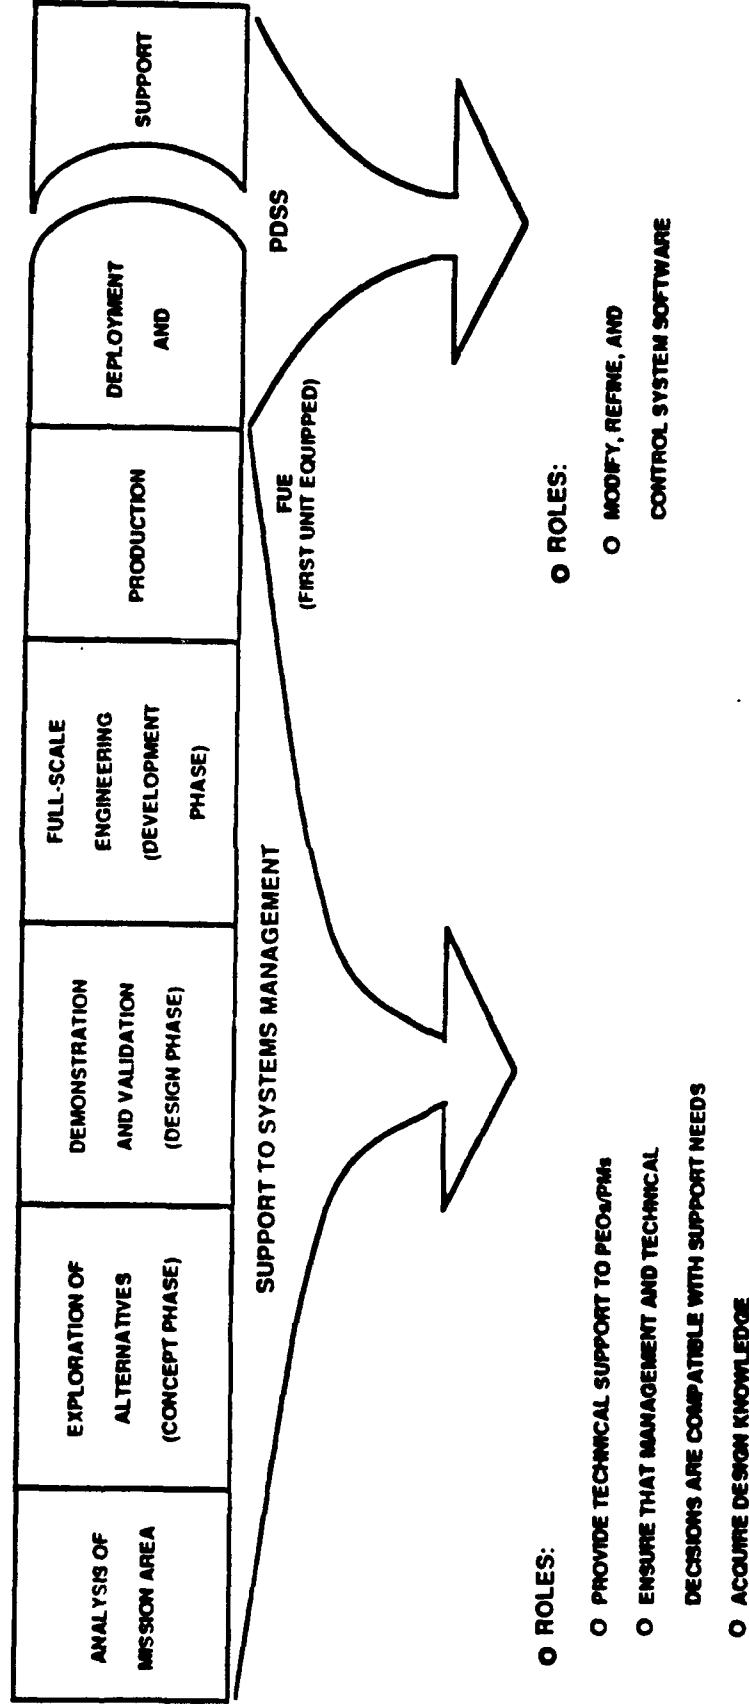 ANALYSIS OF
MISSION AREA
EXPLORATION OF
ALTERNATIVES
(CONCEPT PHASE)
DEMONSTRATION
AND VALIDATION
(DESIGN PHASE)
FULL-SCALE
ENGINEERING
(DEVELOPMENT
PHASE)
PRODUCTION
DEPLOYMENT
AND
SUPPORT
SUPPORT TO SYSTEMS MANAGEMENT
FUE
(FIRST UNIT EQUIPPED)
PDSS
O ROLES:
O PROVIDE TECHNICAL SUPPORT TO PEOs/PMs
O ENSURE THAT MANAGEMENT AND TECHNICAL
DECISIONS ARE COMPATIBLE WITH SUPPORT NEEDS
O ACQUIRE DESIGN KNOWLEDGE
O ROLES:
O MODIFY, REFINE, AND
CONTROL SYSTEM SOFTWARE